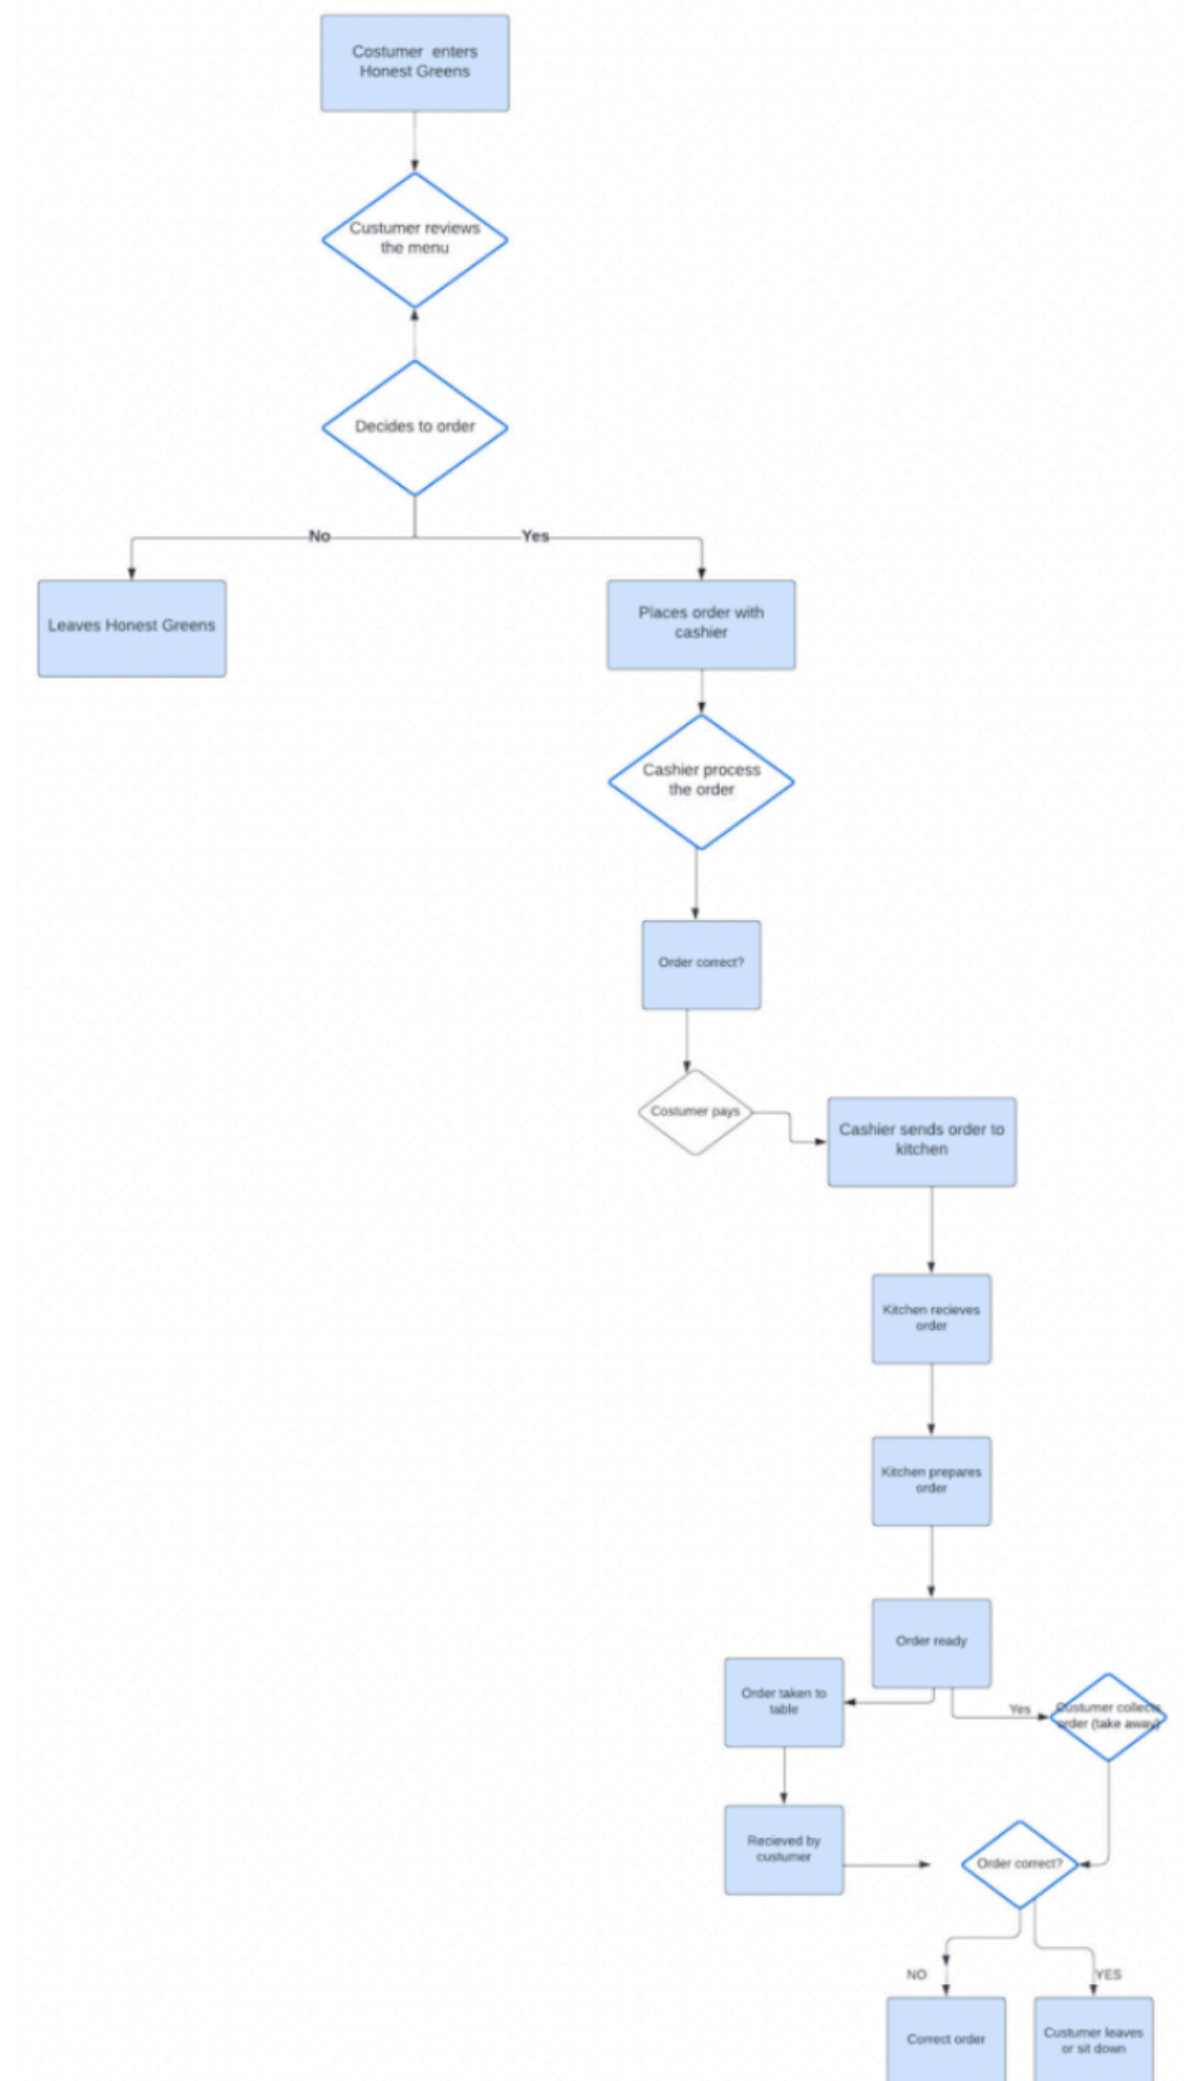 Costumer enters
Honest Greens
Custumer reviews
the menu
Decides to order
No
Yes
Leaves Honest Greens
Places order with
cashier
Cashier process
the order
Order correct?
Costumer pays
Cashier sends order to
kitchen
Kitchen recieves
order
Kitchen prepares
order
Order ready
Order taken to
table
Yes
Custumer collects
order (take away)
Recieved by
custumer
Order correct?
NO
YES
Correct order
Custumer leaves
or sit down